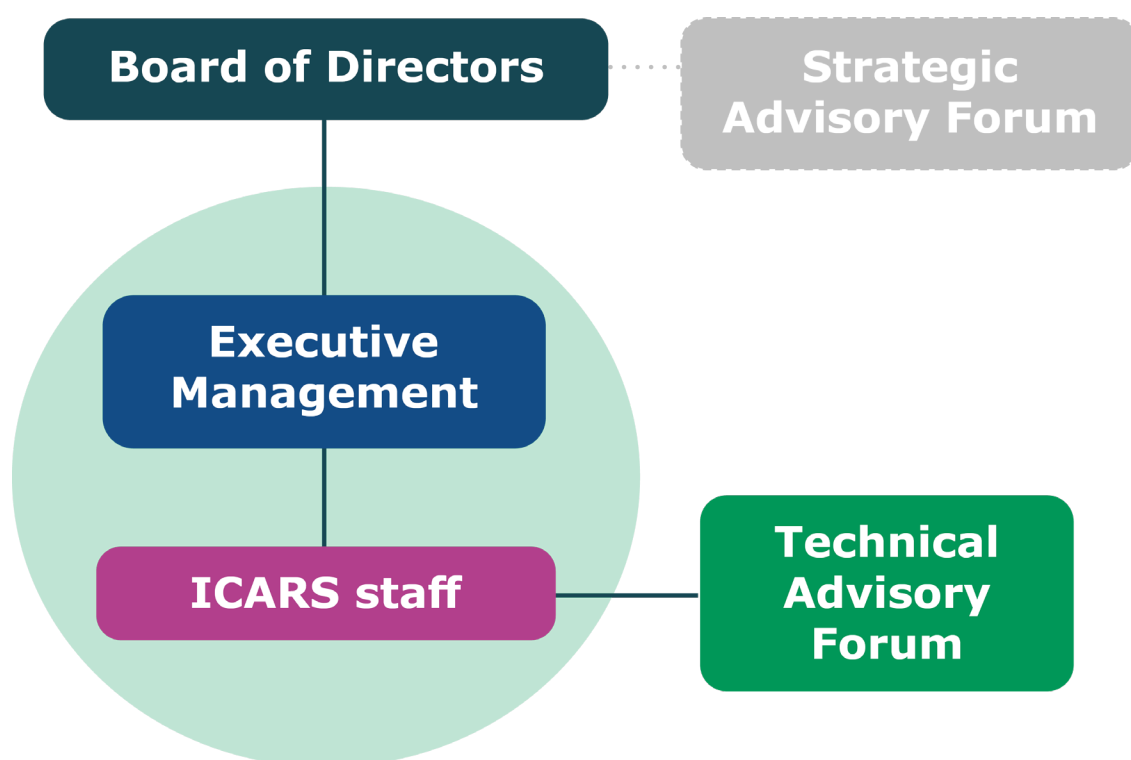 Board of Directors
Strategic
Advisory Forum
Executive
Management
ICARS staff
Technical
Advisory
Forum